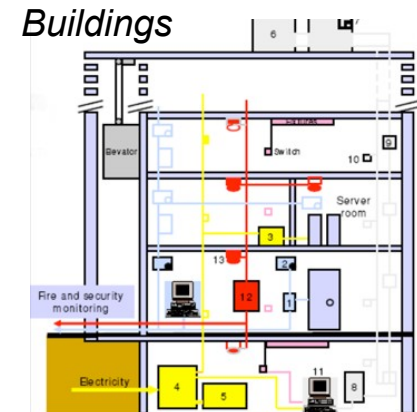 Buildings
6
7
9
Elevator
Switch
10
Server
room
3
13
2
Fire and security
monitoring
12
1
11
Electricity
4
5
8